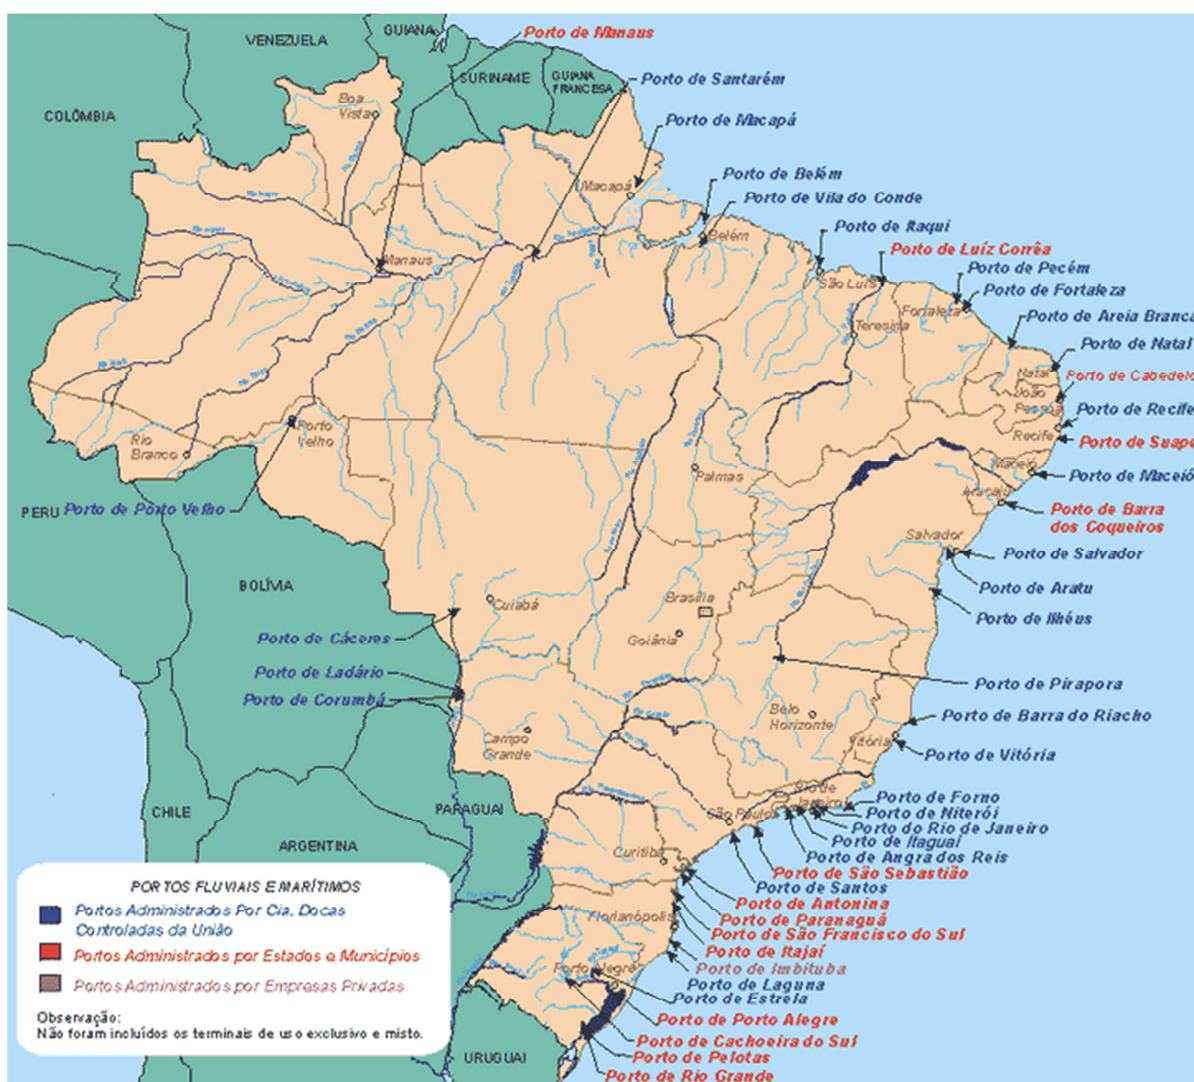 VENEZUELA
GUIANA
Porto de Manaus
COLÔMBIA
SURINAME
GUIANA
FRANCESA
Porto de Santarém
Boa
Vista
Porto de Macapá
Macapá
Porto de Belém
Porto de Vila do Conde
Belém
Porto de Itaqui
Porto de Luíz Corrêa
Manaus
São Luís
Porto de Pecém
Porto de Fortaleza
Fortaleza
Teresina
Porto de Areia Branca
Porto de Natal
Natal
Porto de Cabedelo
João
Pessoa
Porto de Recife
Recife
Porto de Suape
Porto
Velho
Rio
Branco
Palmas
Maceió
Porto de Maceió
Aracaju
PERU
Porto de Pôrto Velho
Porto de Barra
dos Coqueiros
Salvador
Porto de Salvador
BOLÍVIA
Porto de Aratu
Porto de Ilhéus
Cuiabá
Brasília
Goiânia
Porto de Cáceres
Porto de Ladário
Porto de Corumbá
Porto de Pirapora
Belo
Horizonte
Porto de Barra do Riacho
Campo
Grande
Vitória
Porto de Vitória
Rio de
Janeiro
Porto de Forno
Porto de Niterói
Porto do Rio de Janeiro
Porto de Itaguaí
Porto de Angra dos Reis
São Paulo
CHILE
PARAGUAI
ARGENTINA
Curitiba
Porto de São Sebastião
Porto de Santos
Porto de Antonina
Porto de Paranaguá
Porto de São Francisco do Sul
Florianópolis
Porto de Itajaí
Porto de Imbituba
Porto de Laguna
Porto Alegre
Porto de Estrela
Porto de Porto Alegre
Porto de Cachoeira do Sul
Porto de Pelotas
Porto de Rio Grande
URUGUAI
PORTOS FLUVIAIS E MARÍTIMOS
Portos Administrados Por Cia. Docas
Controladas da União
Portos Administrados por Estados e Municípios
Portos Administrados por Empresas Privadas
Observação:
Não foram incluídos os terminais de uso exclusivo e misto.